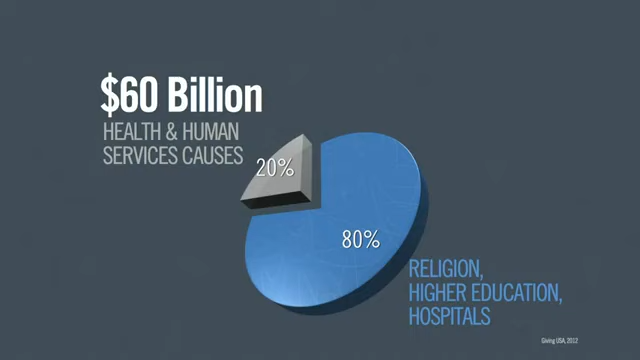 $60 Billion
HEALTH & HUMAN
SERVICES CAUSES
20%
80%
RELIGION,
HIGHER EDUCATION,
HOSPITALS
Giving USA, 2012